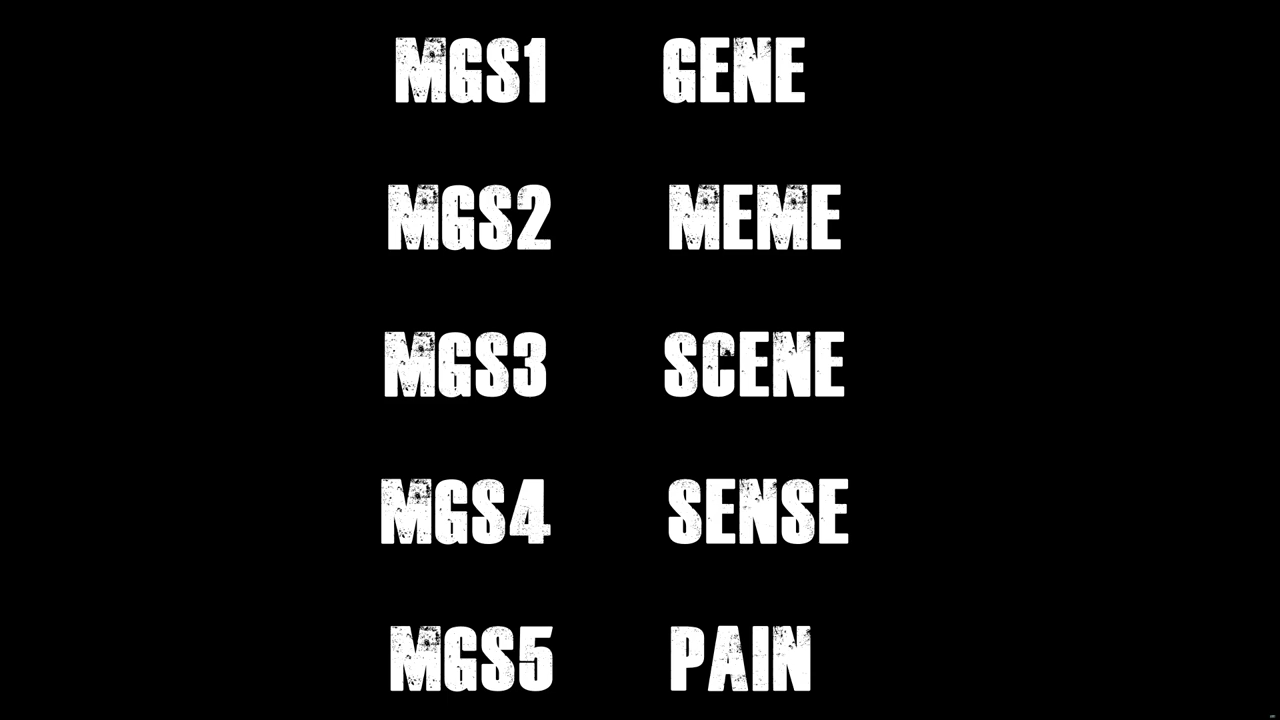 MGS1 GENE
MGS2 MEME
MGS3 SCENE
MGS4 SENSE
MGS5 PAIN